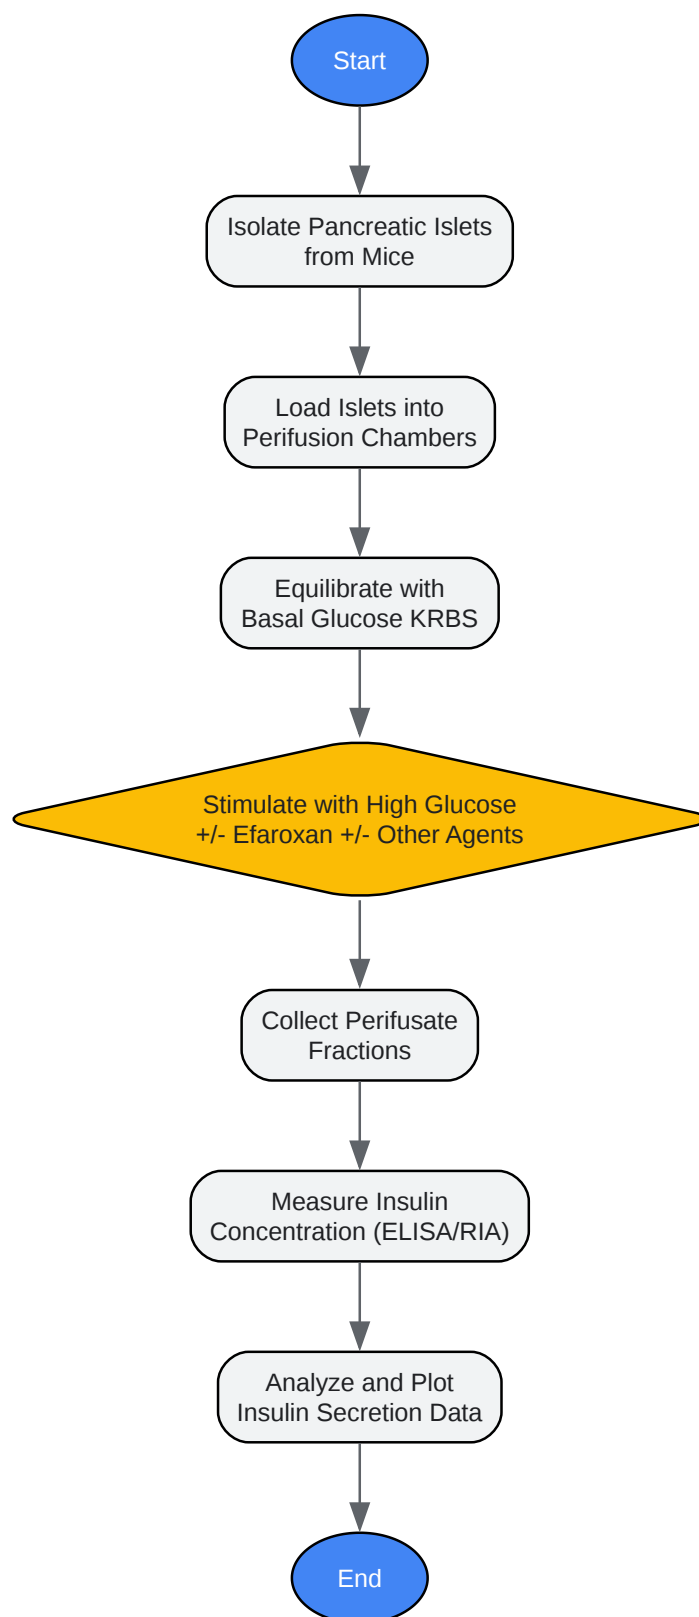 Start
Isolate Pancreatic Islets
from Mice
Load Islets into
Perifusion Chambers
Equilibrate with
Basal Glucose KRBS
Stimulate with High Glucose
+/- Efaroxan +/- Other Agents
Collect Perifusate
Fractions
Measure Insulin
Concentration (ELISA/RIA)
Analyze and Plot
Insulin Secretion Data
End